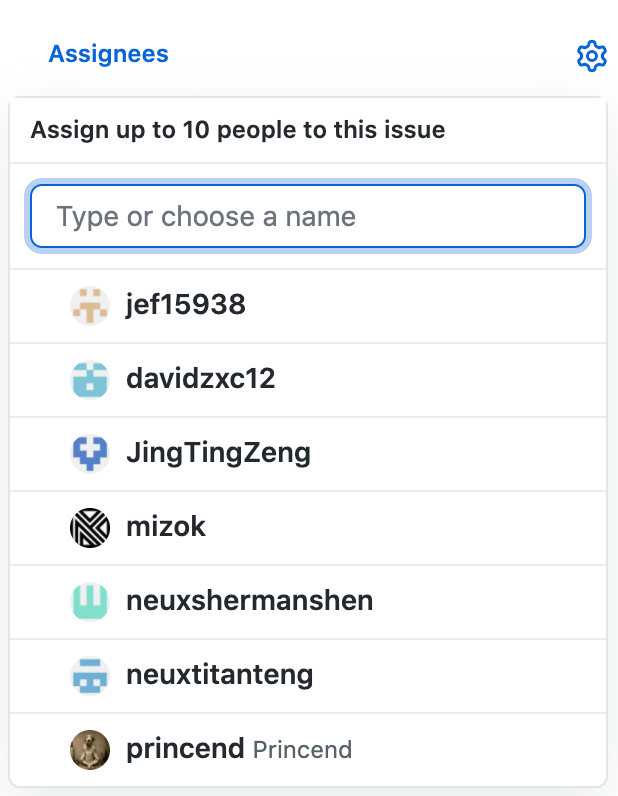 Assignees
Assign up to 10 people to this issue
Type or choose a name
jef15938
davidzxc12
JingTingZeng
mizok
neuxshermanshen
neuxtitanteng
princend Princend